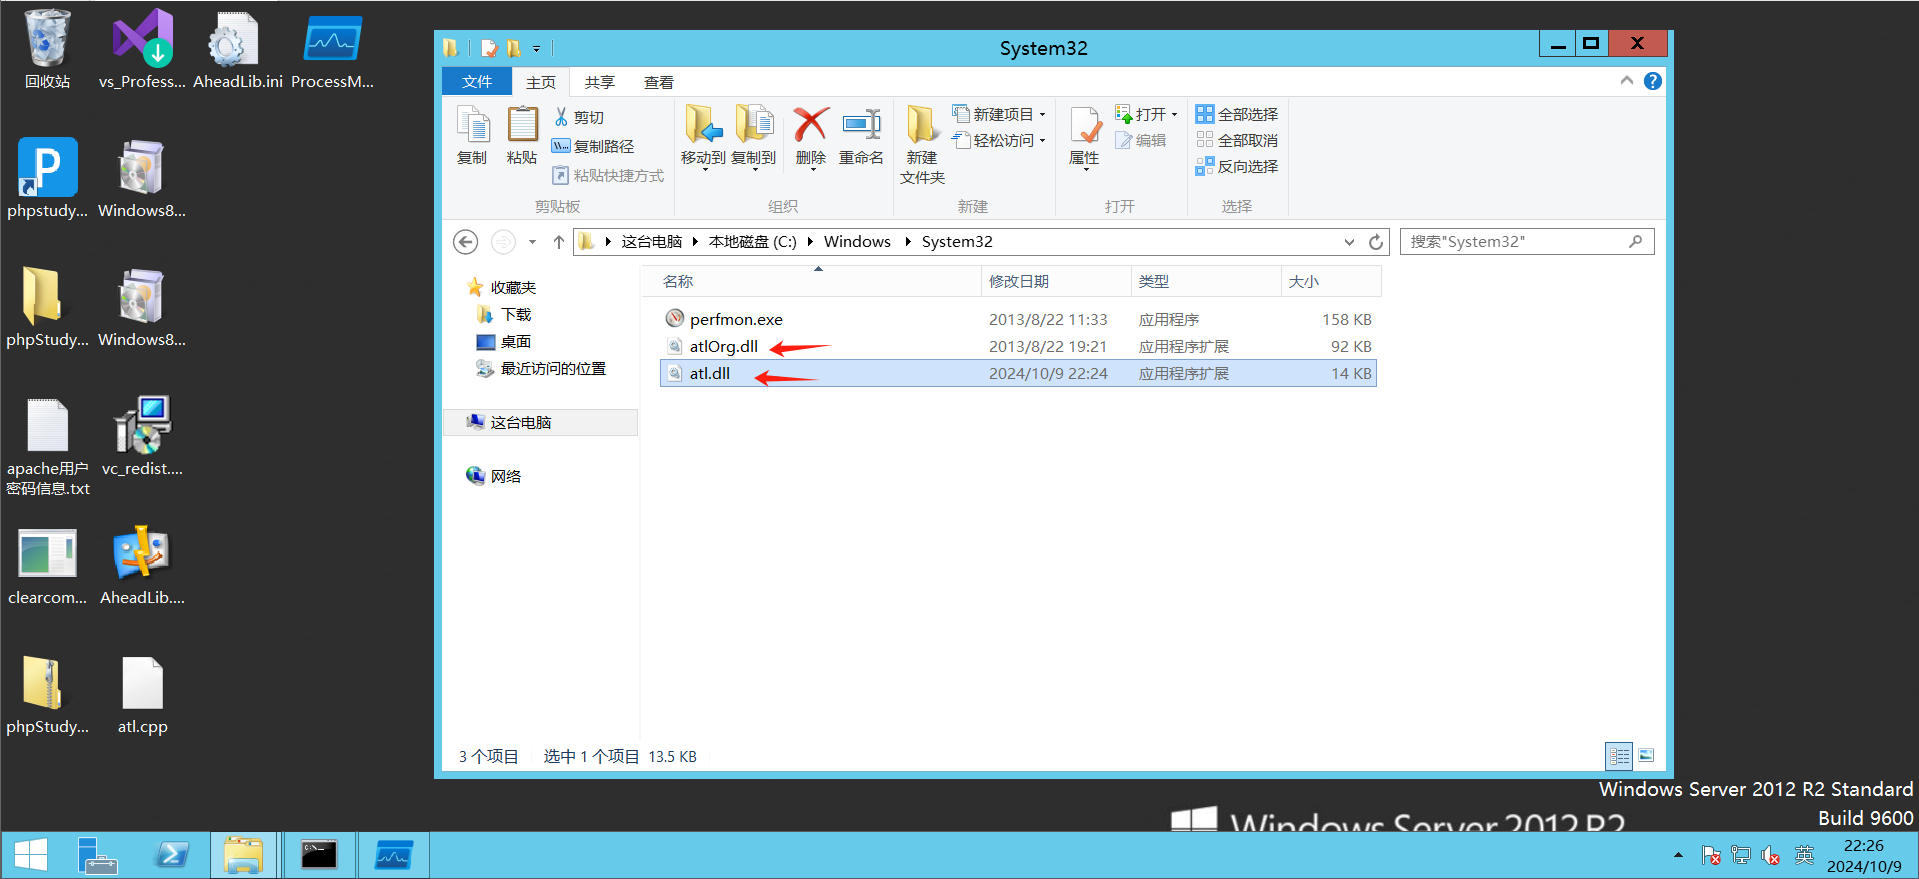 回收站
vs_Profess...
AheadLib.ini
ProcessM...
phpstudy...
Windows8...
phpStudy...
Windows8...
apache用户
密码信息.txt
vc_redist....
clearcom...
AheadLib....
phpStudy...
atl.cpp
System32
文件 主页 共享 查看
复制
粘贴
剪切
复制路径
粘贴快捷方式
剪贴板
移动到
复制到
删除
重命名
组织
新建
文件夹
新建项目
轻松访问
新建
属性
打开
编辑
打开
全部选择
全部取消
反向选择
选择
这台电脑 本地磁盘 (C:) Windows System32
搜索"System32"
收藏夹
下载
桌面
最近访问的位置
这台电脑
网络
名称 修改日期 类型 大小
perfmon.exe 2013/8/22 11:33 应用程序 158 KB
atlOrg.dll 2013/8/22 19:21 应用程序扩展 92 KB
atl.dll 2024/10/9 22:24 应用程序扩展 14 KB
3 个项目 选中 1 个项目 13.5 KB
Windows Server 2012 R2 Standard
Build 9600
Windows Server 2012 R2
英
22:26
2024/10/9